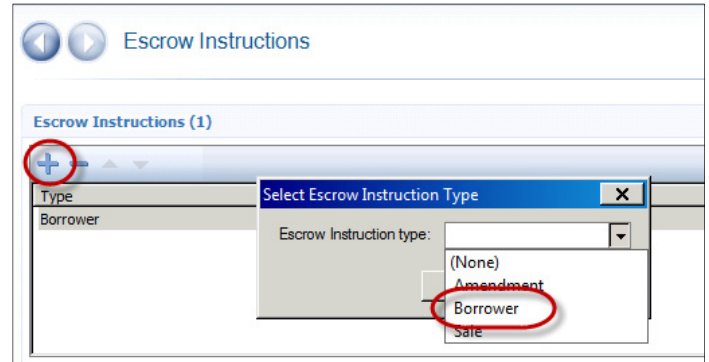 Escrow Instructions
Escrow Instructions (1)
Type
Borrower
Select Escrow Instruction Type
Escrow Instruction type:
(None)
Amendment
Borrower
Sale